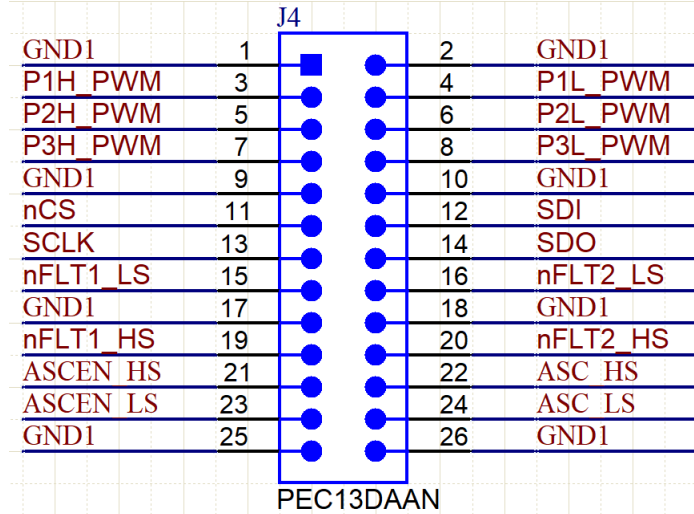 J4
GND1 1 2 GND1
P1H_PWM 3 4 P1L_PWM
P2H_PWM 5 6 P2L_PWM
P3H_PWM 7 8 P3L_PWM
GND1 9 10 GND1
nCS 11 12 SDI
SCLK 13 14 SDO
nFLT1_LS 15 16 nFLT2_LS
GND1 17 18 GND1
nFLT1_HS 19 20 nFLT2_HS
ASCEN_HS 21 22 ASC_HS
ASCEN_LS 23 24 ASC_LS
GND1 25 26 GND1
PEC13DAAN